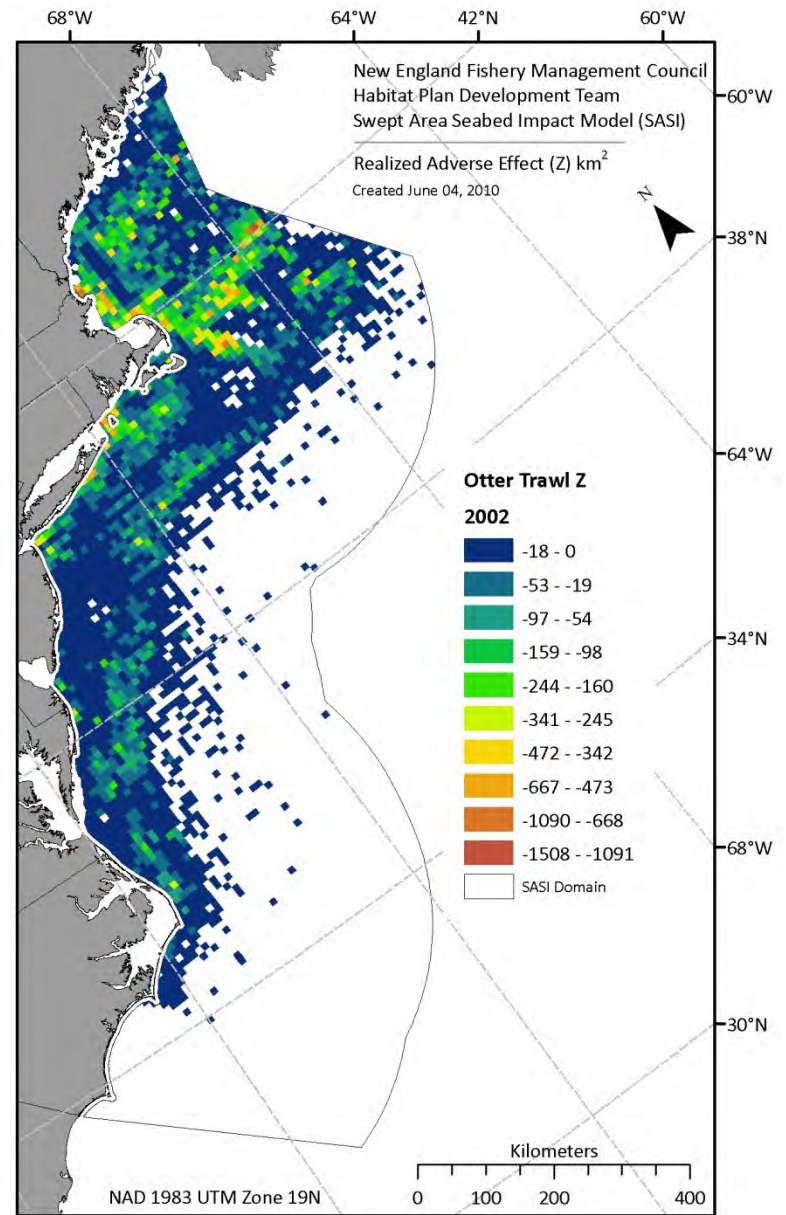 68°W 64°W 42°N 60°W
New England Fishery Management Council
Habitat Plan Development Team
Swept Area Seabed Impact Model (SASI)
Realized Adverse Effect (Z) km²
Created June 04, 2010
N
60°W
38°N
64°W
34°N
68°W
30°N
Otter Trawl Z
2002
-18 - 0
-53 - -19
-97 - -54
-159 - -98
-244 - -160
-341 - -245
-472 - -342
-667 - -473
-1090 - -668
-1508 - -1091
SASI Domain
Kilometers
0 100 200 400
NAD 1983 UTM Zone 19N